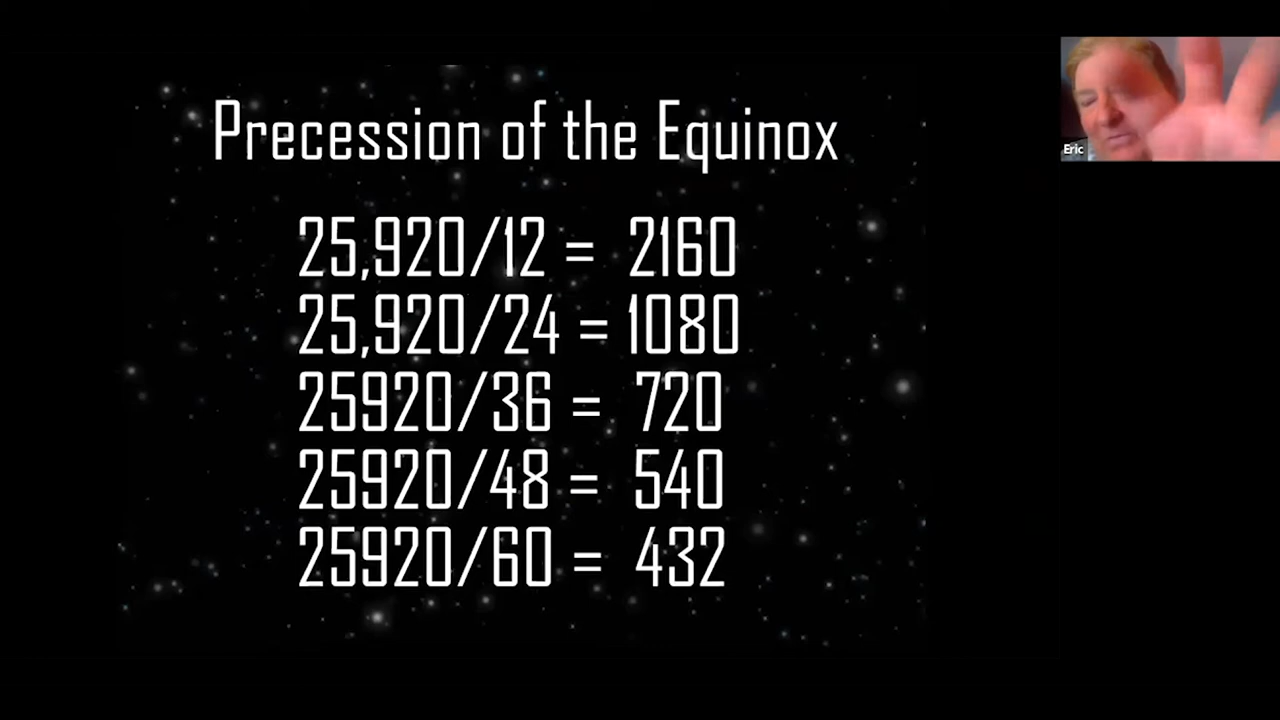 Precession of the Equinox
25,920/12 = 2160
25,920/24 = 1080
25920/36 = 720
25920/48 = 540
25920/60 = 432
Eric